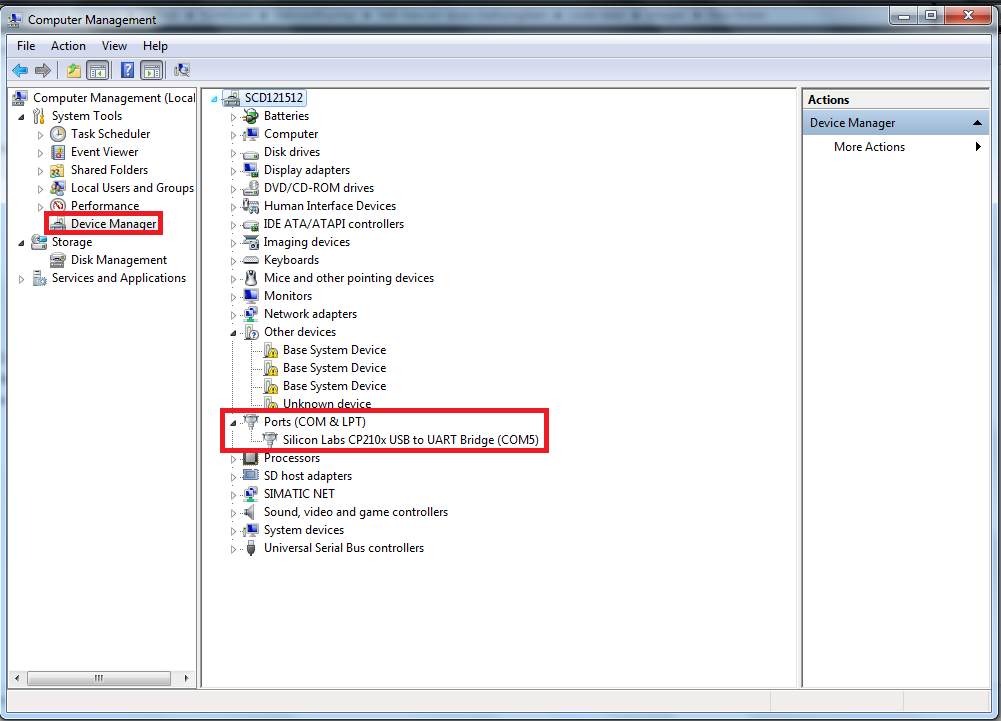 Computer Management
File Action View Help
Computer Management (Local
System Tools
Task Scheduler
Event Viewer
Shared Folders
Local Users and Groups
Performance
Device Manager
Storage
Disk Management
Services and Applications
SCD121512
Batteries
Computer
Disk drives
Display adapters
DVD/CD-ROM drives
Human Interface Devices
IDE ATA/ATAPI controllers
Imaging devices
Keyboards
Mice and other pointing devices
Monitors
Network adapters
Other devices
Base System Device
Base System Device
Base System Device
Unknown device
Ports (COM & LPT)
Silicon Labs CP210x USB to UART Bridge (COM5)
Processors
SD host adapters
SIMATIC NET
Sound, video and game controllers
System devices
Universal Serial Bus controllers
Actions
Device Manager
More Actions